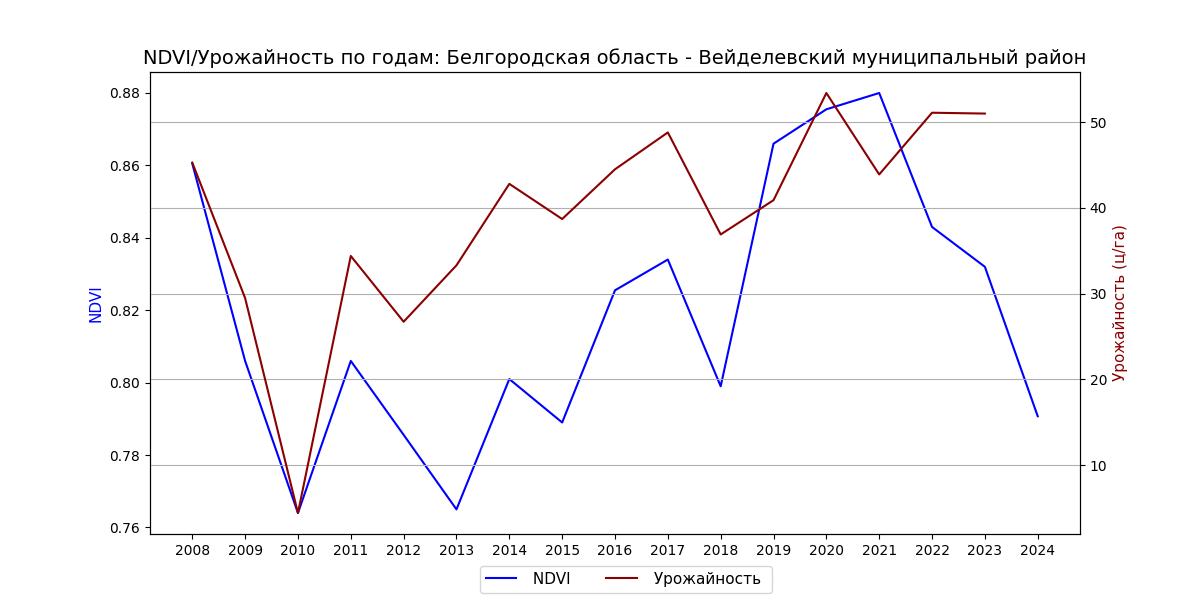 NDVI/Урожайность по годам: Белгородская область - Вейделевский муниципальный район
0.88
0.86
0.84
0.82
0.80
0.78
0.76
NDVI
50
40
30
20
10
Урожайность (ц/га)
2008 2009 2010 2011 2012 2013 2014 2015 2016 2017 2018 2019 2020 2021 2022 2023 2024
NDVI Урожайность